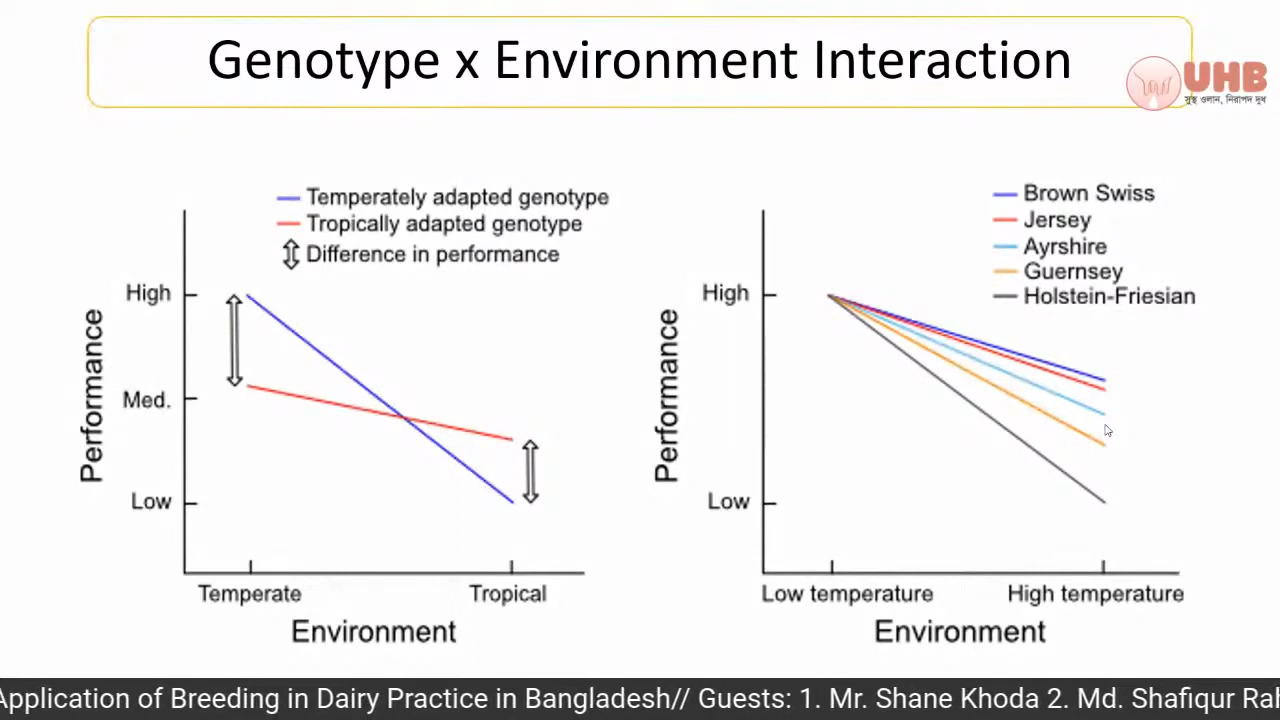 Genotype x Environment Interaction
UHB
সুস্থ ওলান, নিরাপদ দুধ
Temperately adapted genotype
Tropically adapted genotype
Difference in performance
High
Med.
Low
Performance
Temperate
Tropical
Environment
Brown Swiss
Jersey
Ayrshire
Guernsey
Holstein-Friesian
High
Low
Performance
Low temperature
High temperature
Environment
Application of Breeding in Dairy Practice in Bangladesh// Guests: 1. Mr. Shane Khoda 2. Md. Shafiqur Rah